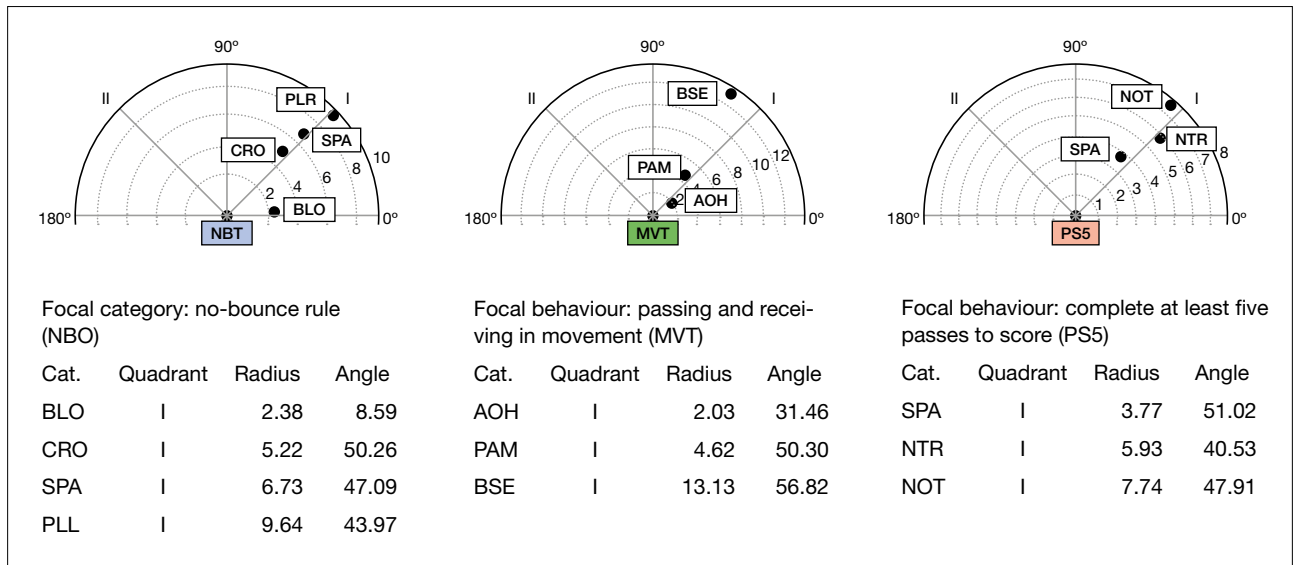 90º
II
I
PLR
SPA
CRO
BLO
2
4
6
8
10
180º
0º
NBT
90º
II
I
BSE
PAM
AOH
2
4
6
8
10
12
180º
0º
MVT
90º
II
I
NOT
NTR
SPA
1
2
3
4
5
6
7
8
180º
0º
PS5
Focal category: no-bounce rule
(NBO)
Cat. Quadrant Radius Angle
BLO I 2.38 8.59
CRO I 5.22 50.26
SPA I 6.73 47.09
PLL I 9.64 43.97
Focal behaviour: passing and recei-
ving in movement (MVT)
Cat. Quadrant Radius Angle
AOH I 2.03 31.46
PAM I 4.62 50.30
BSE I 13.13 56.82
Focal behaviour: complete at least five
passes to score (PS5)
Cat. Quadrant Radius Angle
SPA I 3.77 51.02
NTR I 5.93 40.53
NOT I 7.74 47.91